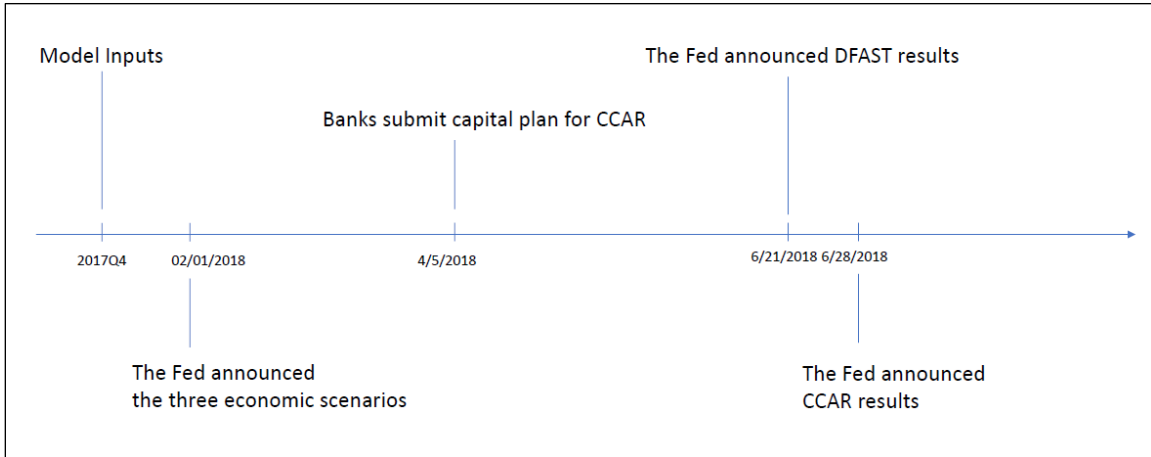 Model Inputs
The Fed announced DFAST results
Banks submit capital plan for CCAR
2017Q4
02/01/2018
4/5/2018
6/21/2018
6/28/2018
The Fed announced
the three economic scenarios
The Fed announced
CCAR results